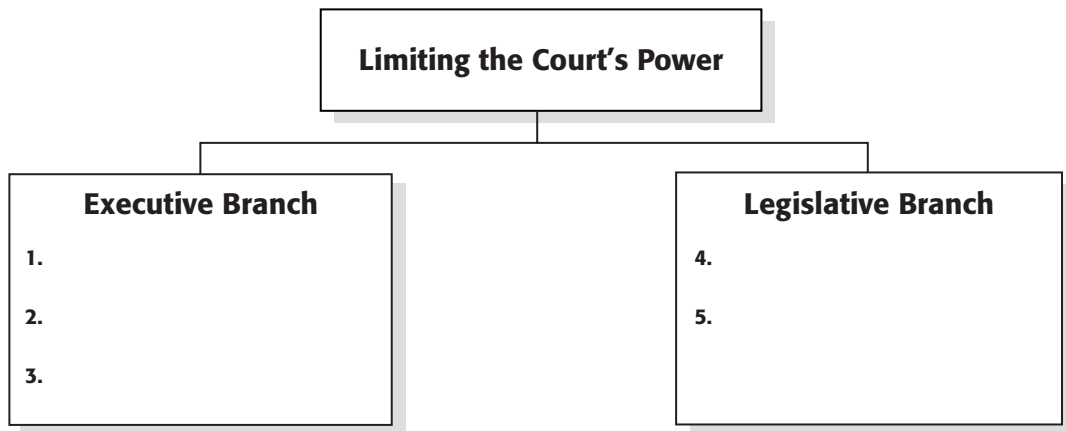 Limiting the Court's Power
Executive Branch
1.
2.
3.
Legislative Branch
4.
5.